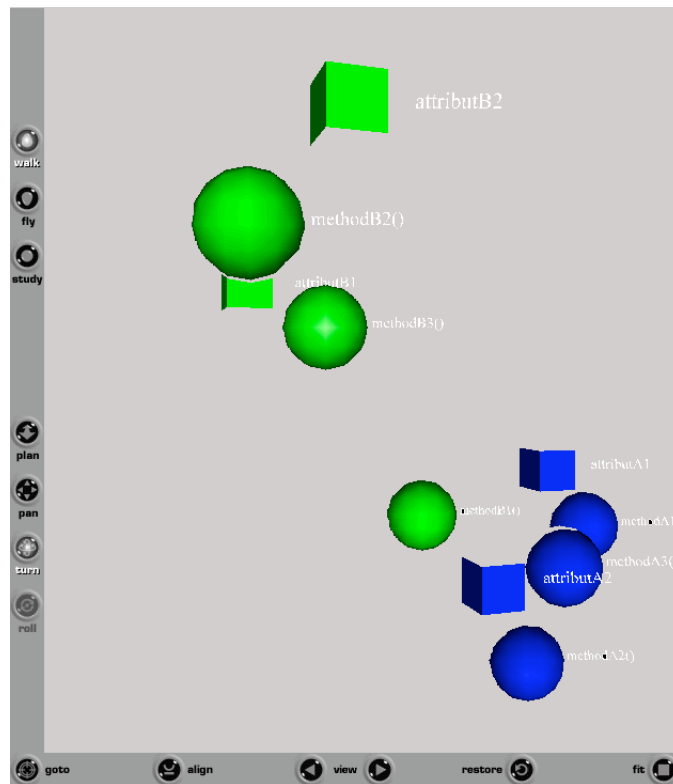 attributB2
walk
methodB2()
fly
study
attributB1
methodB3()
plan
attributA1
pan
methodB1()
methodA1
turn
methodA3(
attributA2
roll
methodA2()
goto
align
view
restore
fit